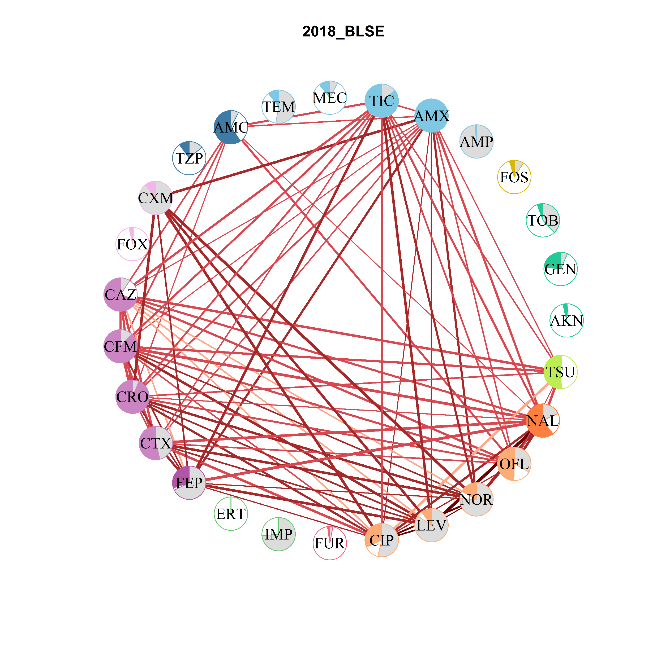 2018_BLSE
MEC
TIC
TEM
AMX
AMC
AMP
TZP
FOS
CXM
TOB
FOX
GEN
CAZ
AKN
CFM
TSU
CRO
NAL
CTX
OFL
FEP
NOR
ERT
LEV
IMP
CIP
FUR